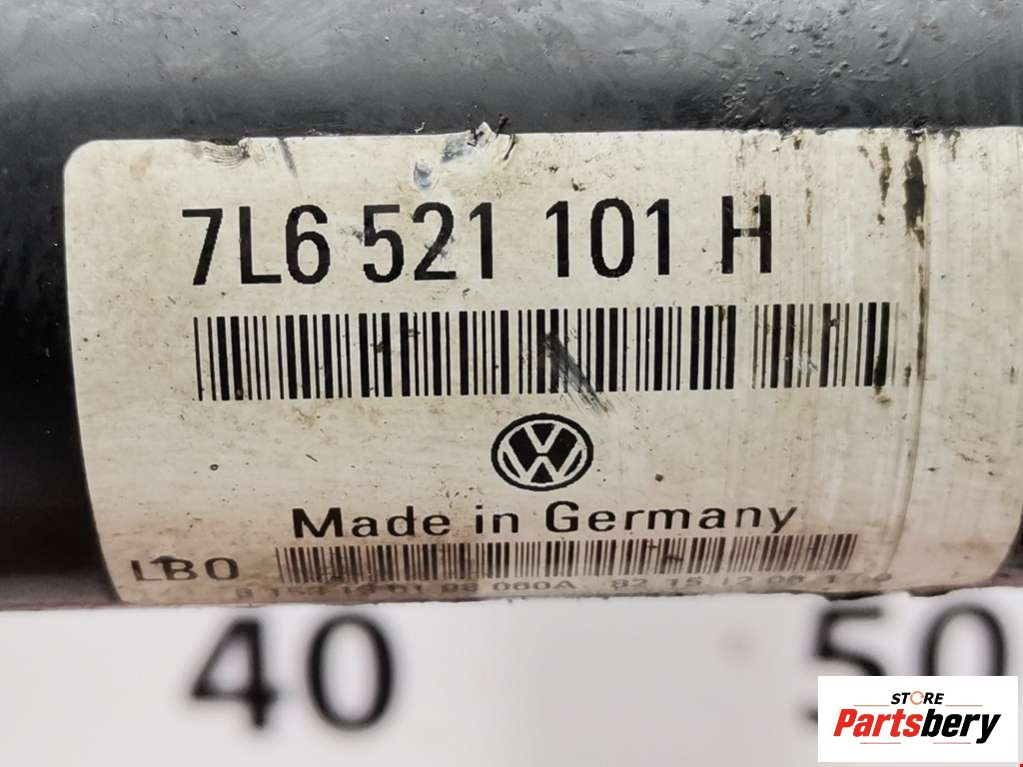 7L6 521 101 H
Made in Germany
LBO
40
50
STORE
Partsbery